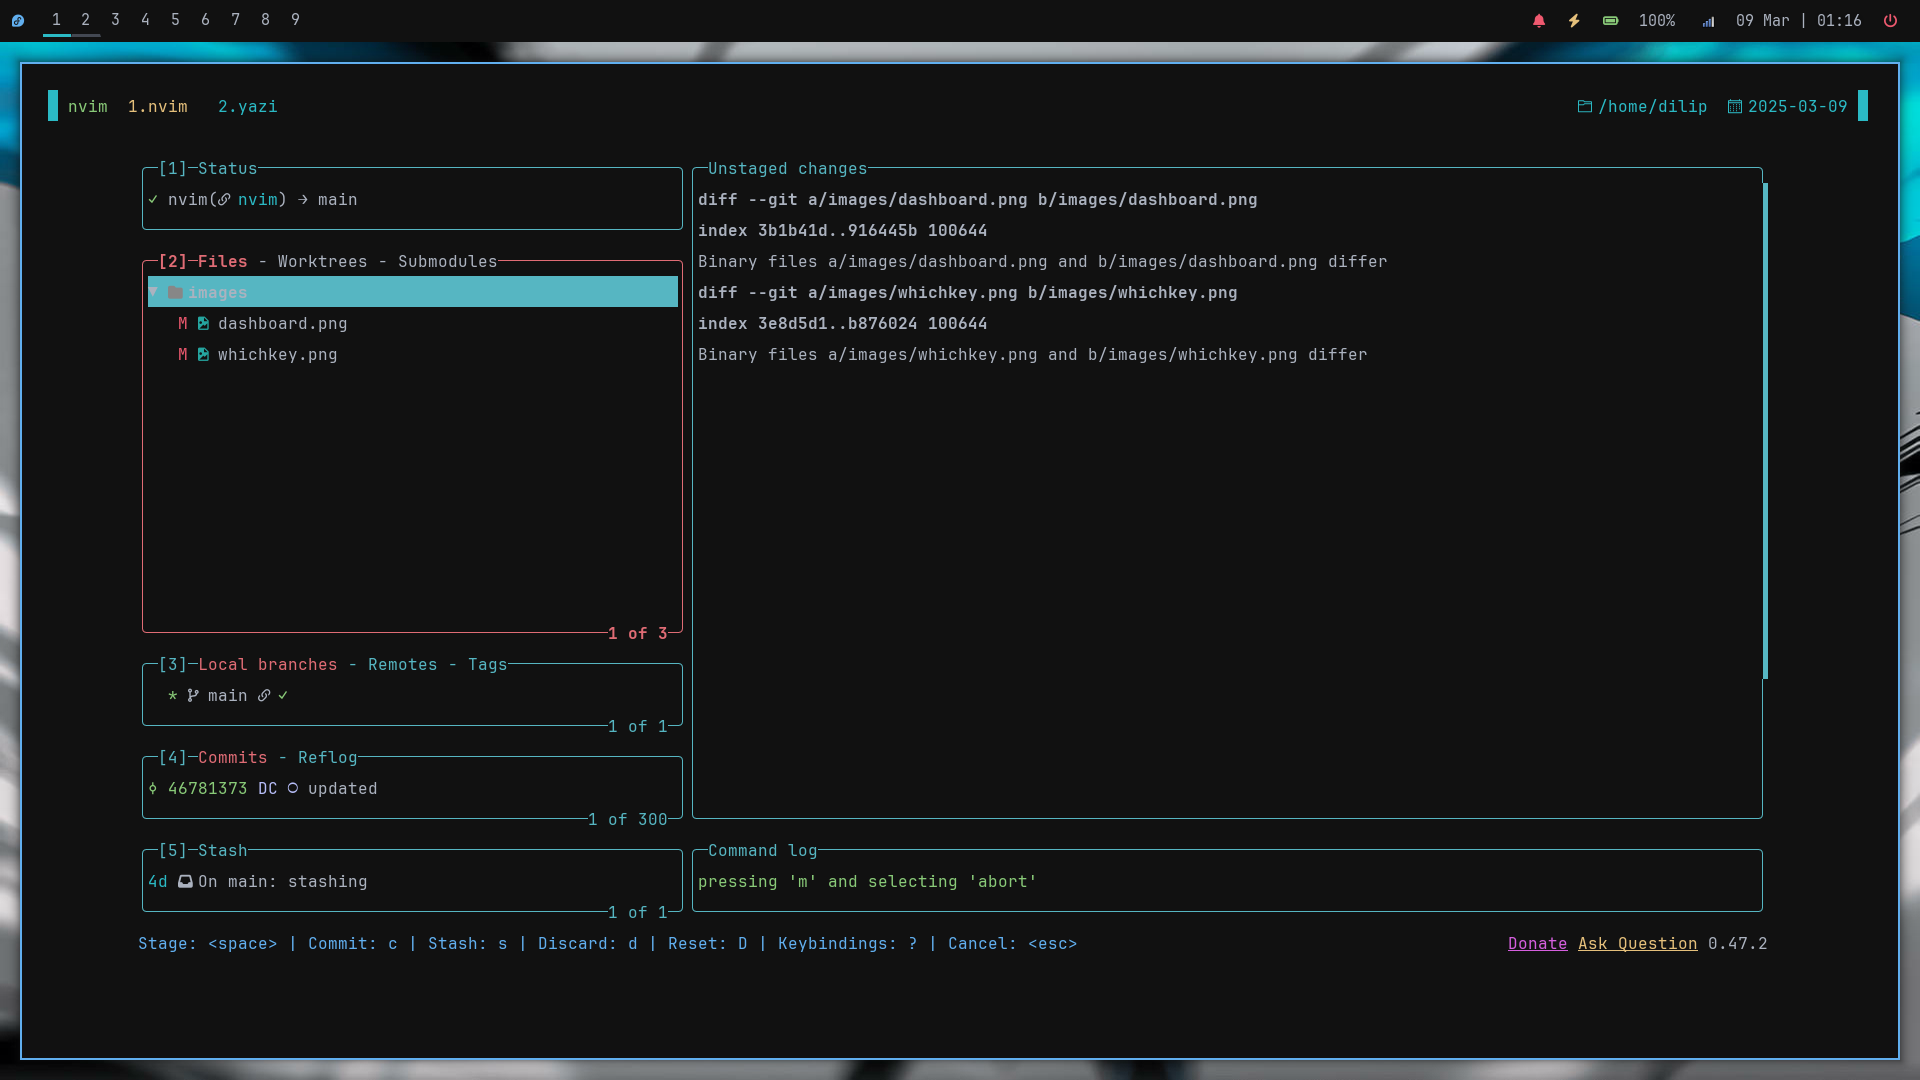 1 2 3 4 5 6 7 8 9 100% 09 Mar | 01:16
nvim 1.nvim 2.yazi /home/dilip 2025-03-09
[1]─Status
nvim( nvim) → main
[2]─Files - Worktrees - Submodules
▼ images
M dashboard.png
M whichkey.png
1 of 3
[3]─Local branches - Remotes - Tags
* main
1 of 1
[4]─Commits - Reflog
46781373 DC updated
1 of 300
[5]─Stash
4d On main: stashing
1 of 1
Unstaged changes
diff --git a/images/dashboard.png b/images/dashboard.png
index 3b1b41d..916445b 100644
Binary files a/images/dashboard.png and b/images/dashboard.png differ
diff --git a/images/whichkey.png b/images/whichkey.png
index 3e8d5d1..b876024 100644
Binary files a/images/whichkey.png and b/images/whichkey.png differ
Command log
pressing 'm' and selecting 'abort'
Stage: <space> | Commit: c | Stash: s | Discard: d | Reset: D | Keybindings: ? | Cancel: <esc> Donate Ask Question 0.47.2